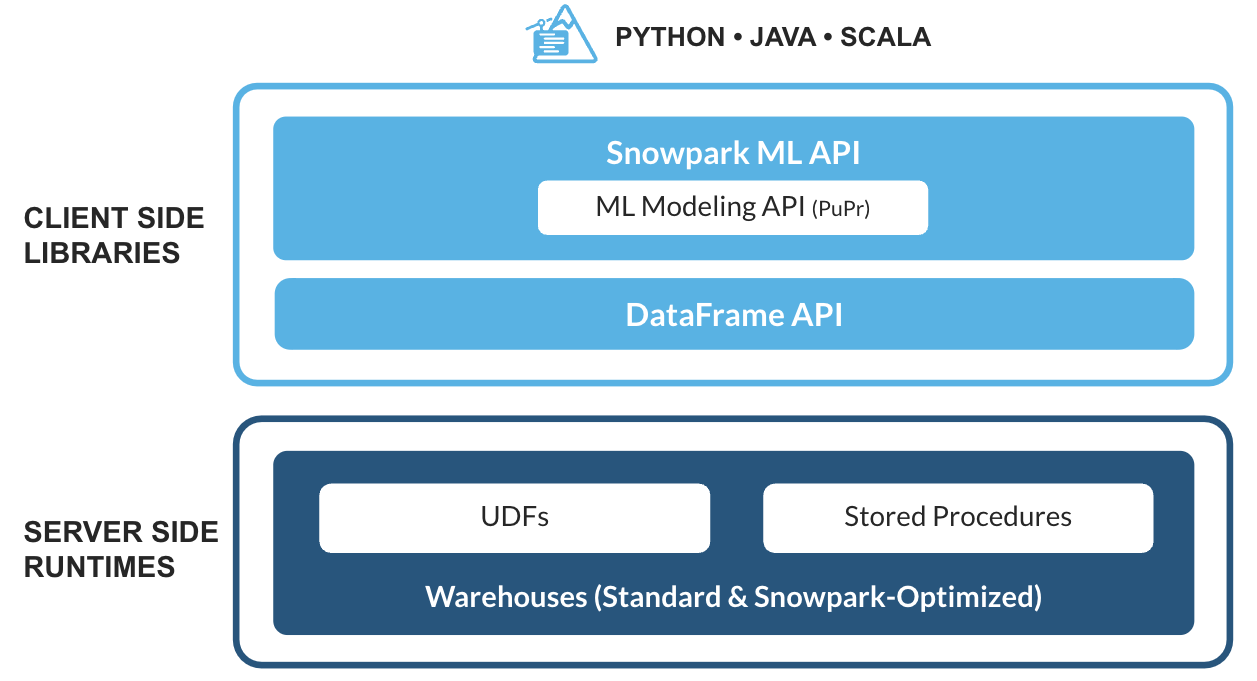 PYTHON • JAVA • SCALA
CLIENT SIDE
LIBRARIES
Snowpark ML API
ML Modeling API (PuPr)
DataFrame API
SERVER SIDE
RUNTIMES
UDFs
Stored Procedures
Warehouses (Standard & Snowpark-Optimized)